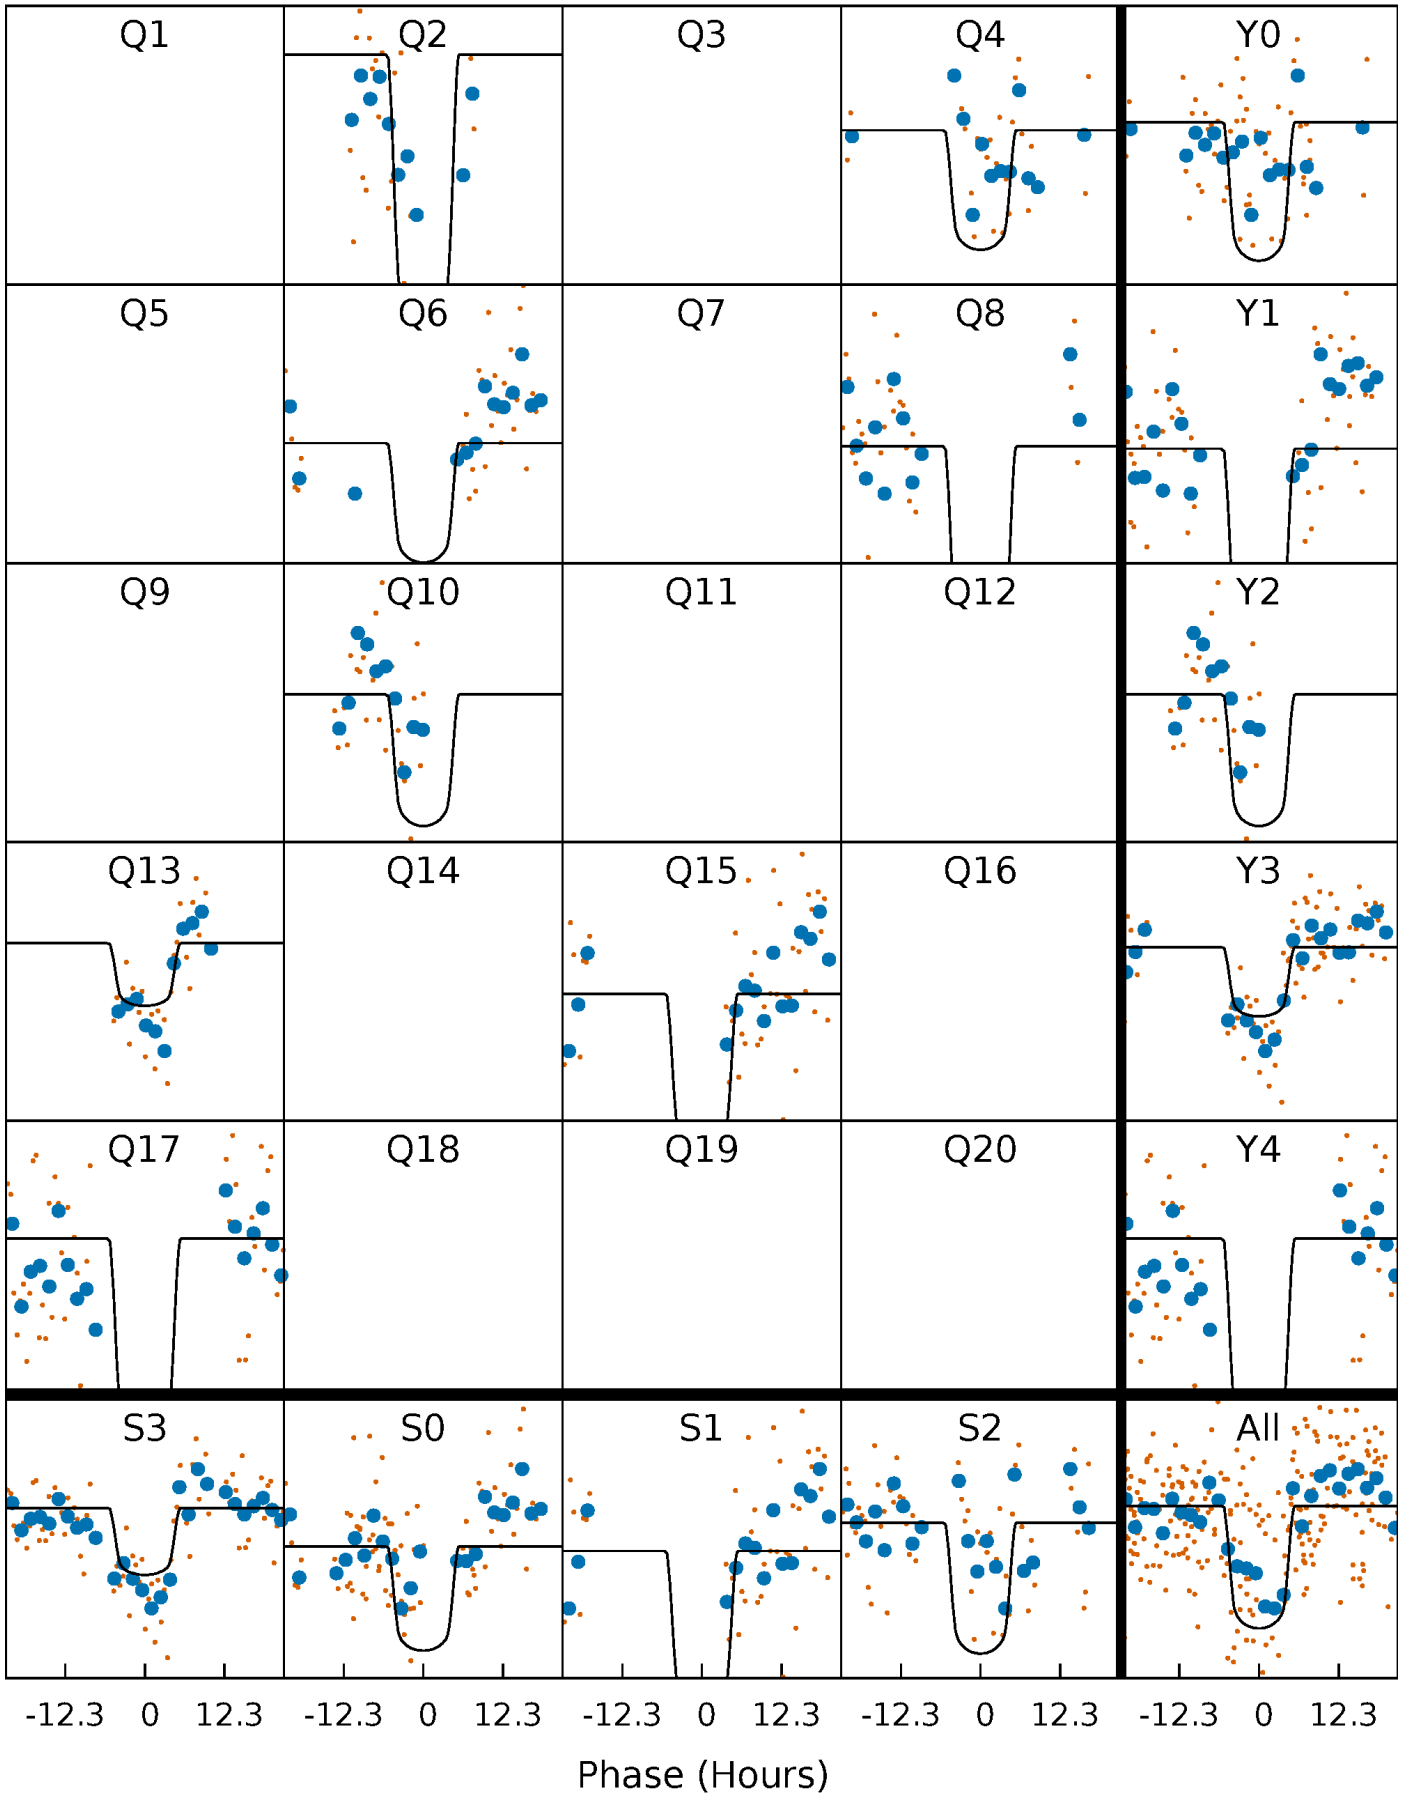 Q1 Q2 Q3 Q4 Y0
Q5 Q6 Q7 Q8 Y1
Q9 Q10 Q11 Q12 Y2
Q13 Q14 Q15 Q16 Y3
Q17 Q18 Q19 Q20 Y4
S3 S0 S1 S2 All
-12.3 0 12.3 -12.3 0 12.3 -12.3 0 12.3 -12.3 0 12.3 -12.3 0 12.3
Phase (Hours)